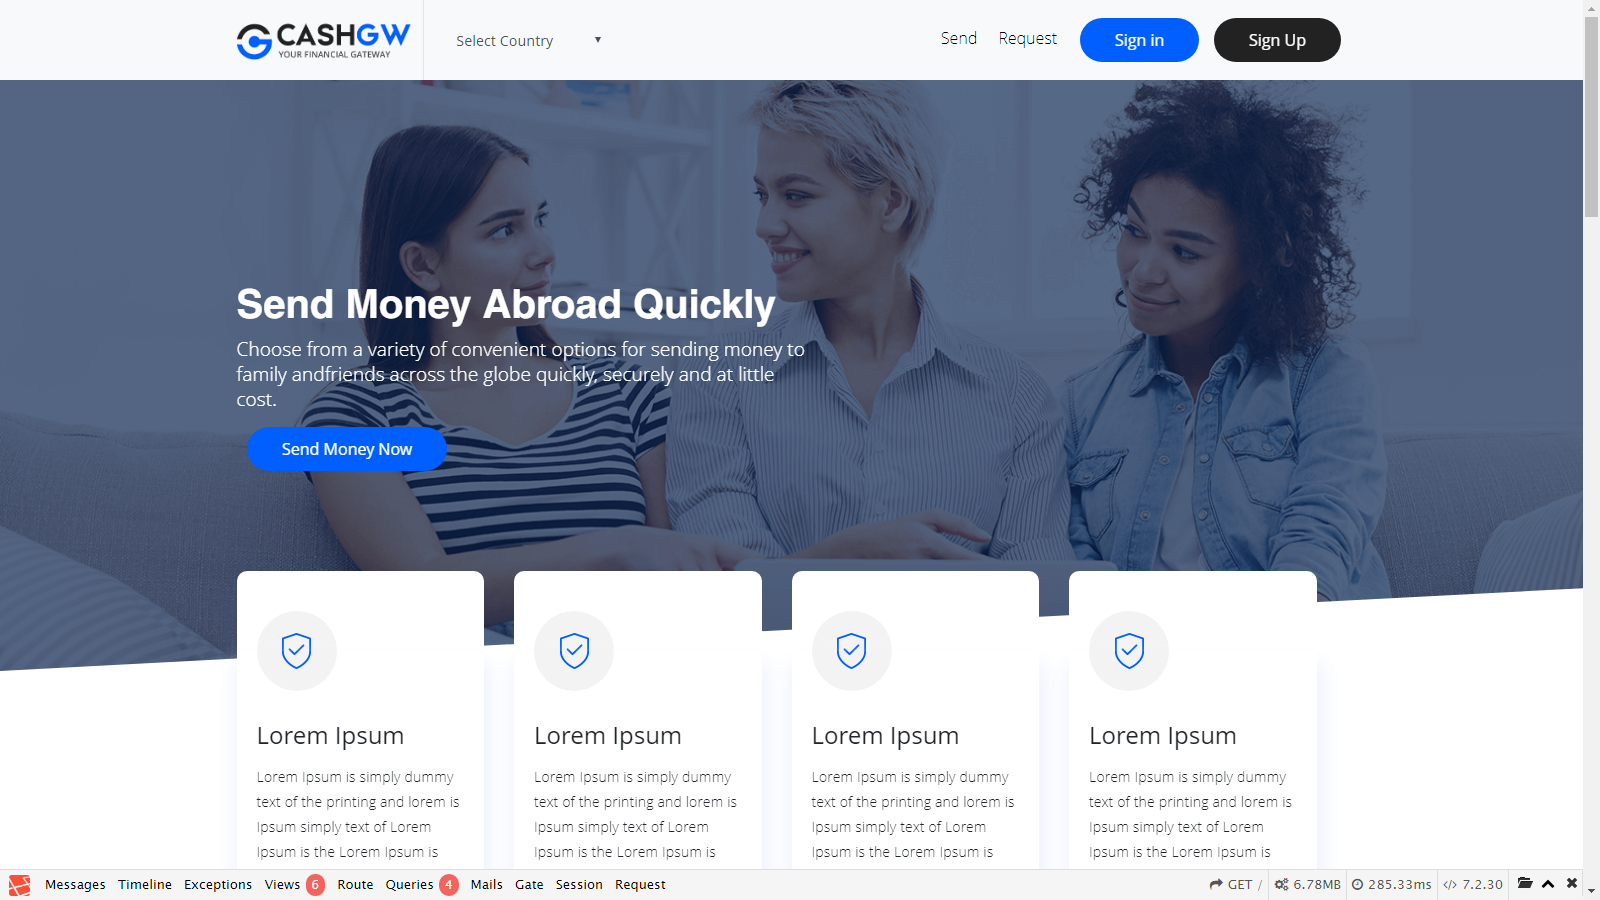 CASHGW
YOUR FINANCIAL GATEWAY
Select Country
Send Request Sign in Sign Up
Send Money Abroad Quickly
Choose from a variety of convenient options for sending money to
family andfriends across the globe quickly, securely and at little
cost.
Send Money Now
Lorem Ipsum
Lorem Ipsum is simply dummy
text of the printing and lorem is
Ipsum simply text of Lorem
Ipsum is the Lorem Ipsum is
Lorem Ipsum
Lorem Ipsum is simply dummy
text of the printing and lorem is
Ipsum simply text of Lorem
Ipsum is the Lorem Ipsum is
Lorem Ipsum
Lorem Ipsum is simply dummy
text of the printing and lorem is
Ipsum simply text of Lorem
Ipsum is the Lorem Ipsum is
Lorem Ipsum
Lorem Ipsum is simply dummy
text of the printing and lorem is
Ipsum simply text of Lorem
Ipsum is the Lorem Ipsum is
Messages Timeline Exceptions Views 6 Route Queries 4 Mails Gate Session Request GET / 6.78MB 285.33ms </> 7.2.30